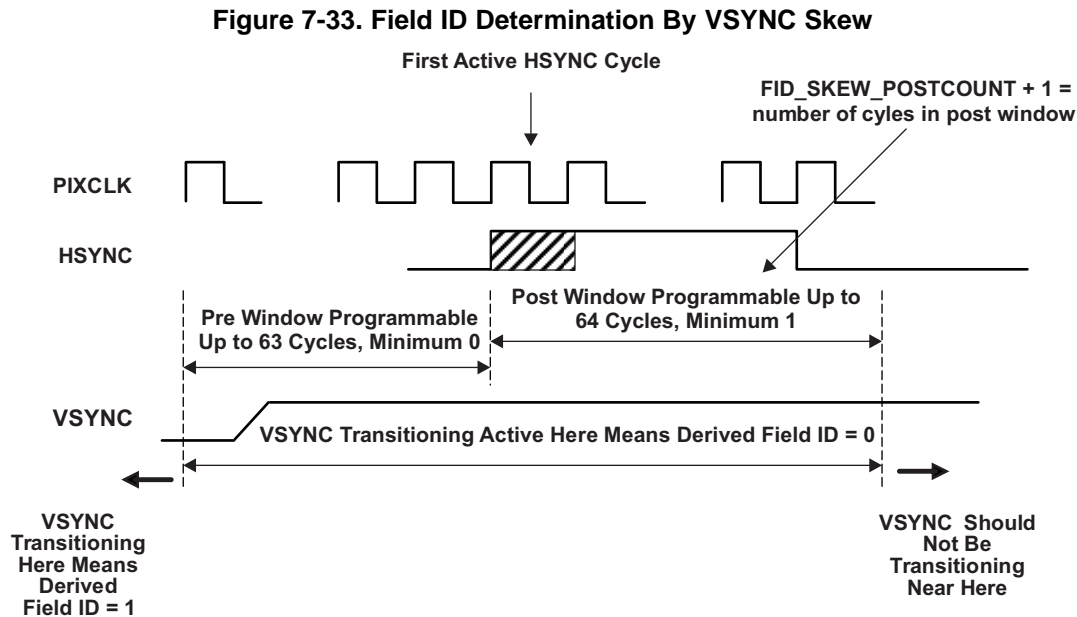 Figure 7-33. Field ID Determination By VSYNC Skew
First Active HSYNC Cycle
FID_SKEW_POSTCOUNT + 1 =
number of cyles in post window
PIXCLK
HSYNC
Post Window Programmable Up to
64 Cycles, Minimum 1
Pre Window Programmable
Up to 63 Cycles, Minimum 0
VSYNC
VSYNC Transitioning Active Here Means Derived Field ID = 0
VSYNC
Transitioning
Here Means
Derived
Field ID = 1
VSYNC Should
Not Be
Transitioning
Near Here